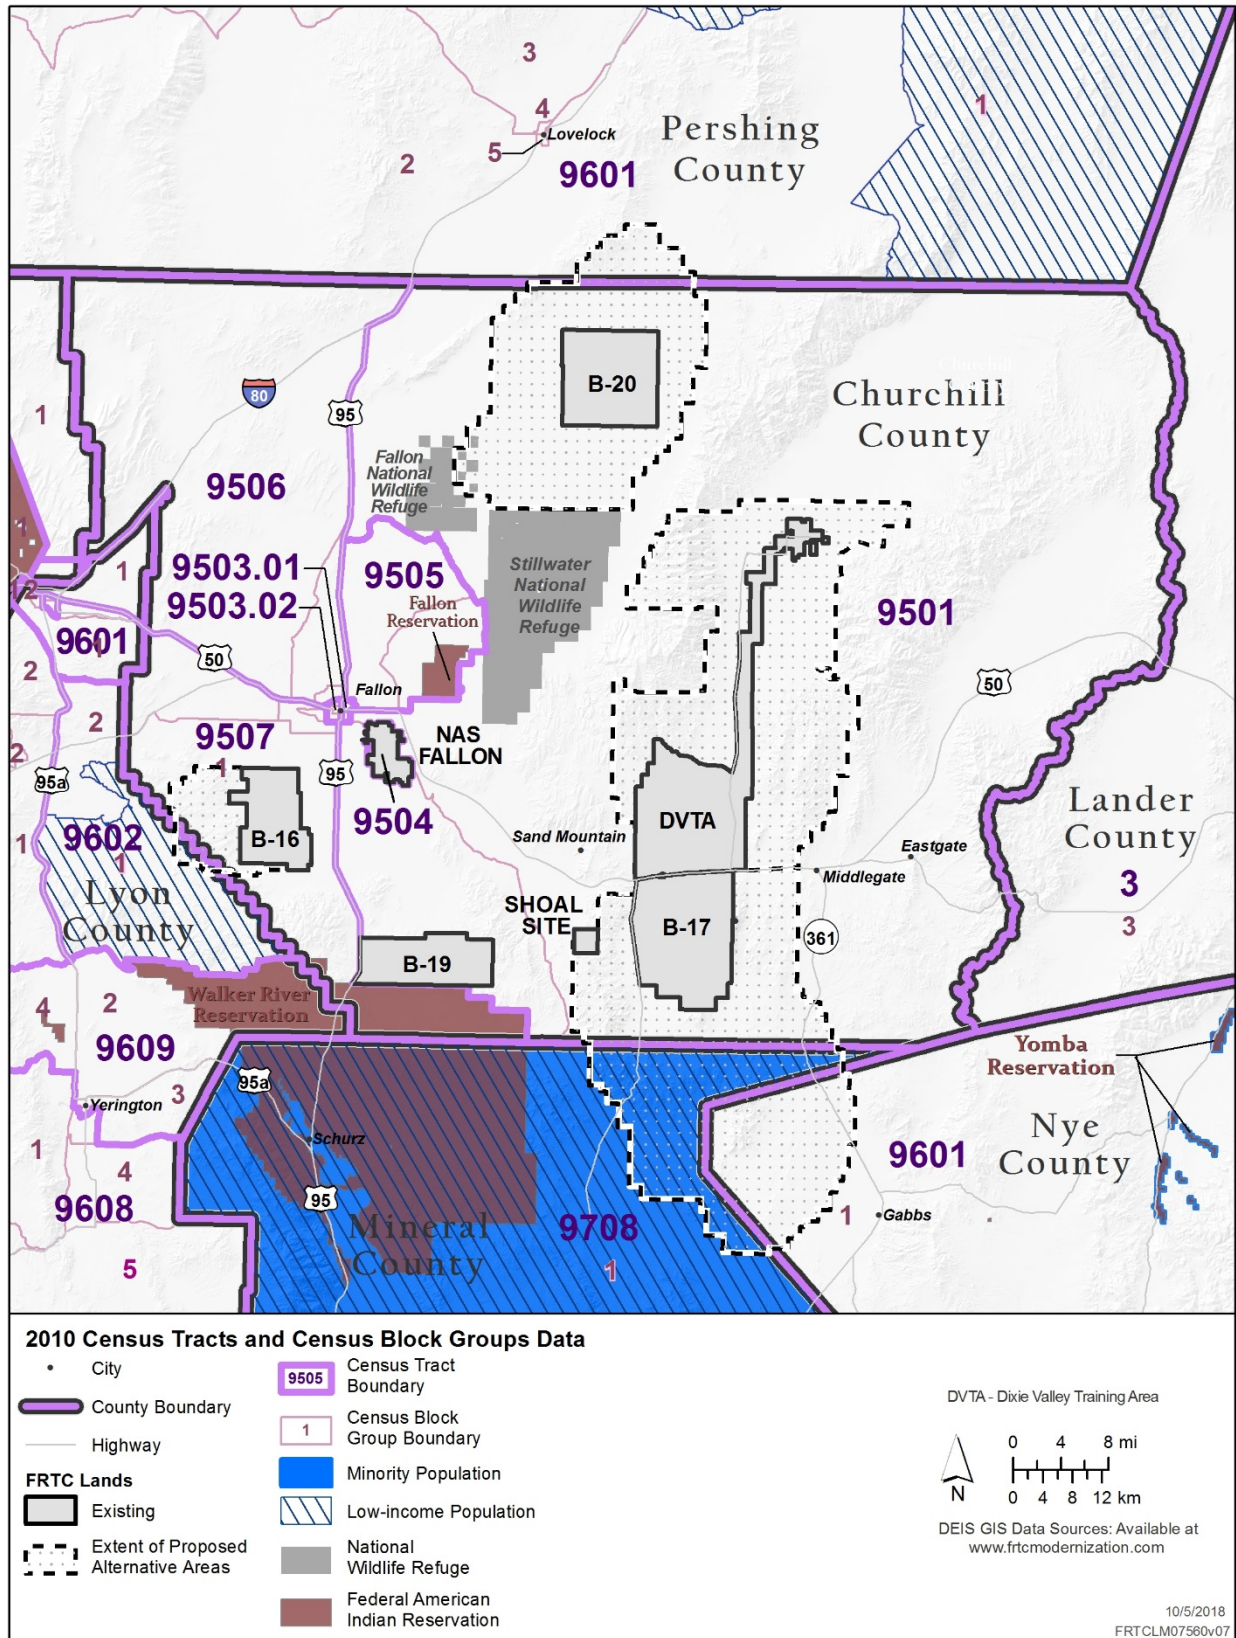 3
1
4
Lovelock
5
2
Pershing
County
9601
80
95
B-20
Churchill
County
1
Fallon
National
Wildlife
Refuge
9506
1
1
12
9503.01
9503.02
9505
Fallon
Reservation
Stillwater
National
Wildlife
Refuge
9501
9601
1
2
50
50
Fallon
2
9507
1
NAS
FALLON
2
95a
95
9504
9602
1
1
B-16
Sand Mountain
DVTA
Lander
County
3
3
Eastgate
Middlegate
Lyon
County
SHOAL
SITE
B-17
361
B-19
Walker River
Reservation
4
2
9609
3
Yerington
95a
Schurz
95
Yomba
Reservation
Nye
County
9601
1
Gabbs
1
4
9608
5
Mineral
County
9708
1
2010 Census Tracts and Census Block Groups Data
City
County Boundary
Highway
FRTC Lands
Existing
Extent of Proposed
Alternative Areas
9505
Census Tract
Boundary
1
Census Block
Group Boundary
Minority Population
Low-income Population
National
Wildlife Refuge
Federal American
Indian Reservation
DVTA - Dixie Valley Training Area
N
0 4 8 mi
0 4 8 12 km
DEIS GIS Data Sources: Available at
www.frtcmodernization.com
10/5/2018
FRTCLM07560v07